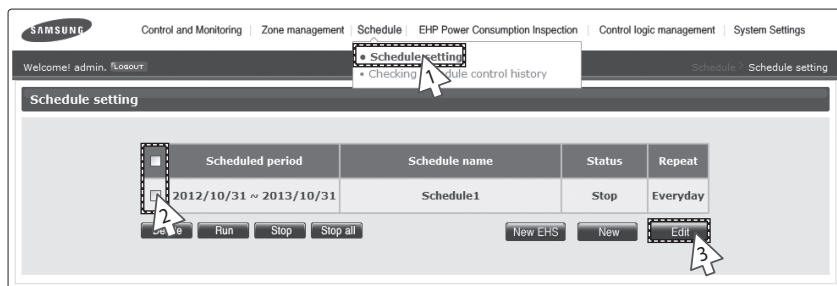 SAMSUNG
Control and Monitoring | Zone management | Schedule | EHP Power Consumption Inspection | Control logic management | System Settings
Welcome! admin. LOGOUT
• Schedule setting
• Checking schedule control history
Schedule > Schedule setting
1
Schedule setting
Scheduled period Schedule name Status Repeat
2012/10/31 ~ 2013/10/31 Schedule1 Stop Everyday
2
Run Stop Stop all New EHS New Edit
3